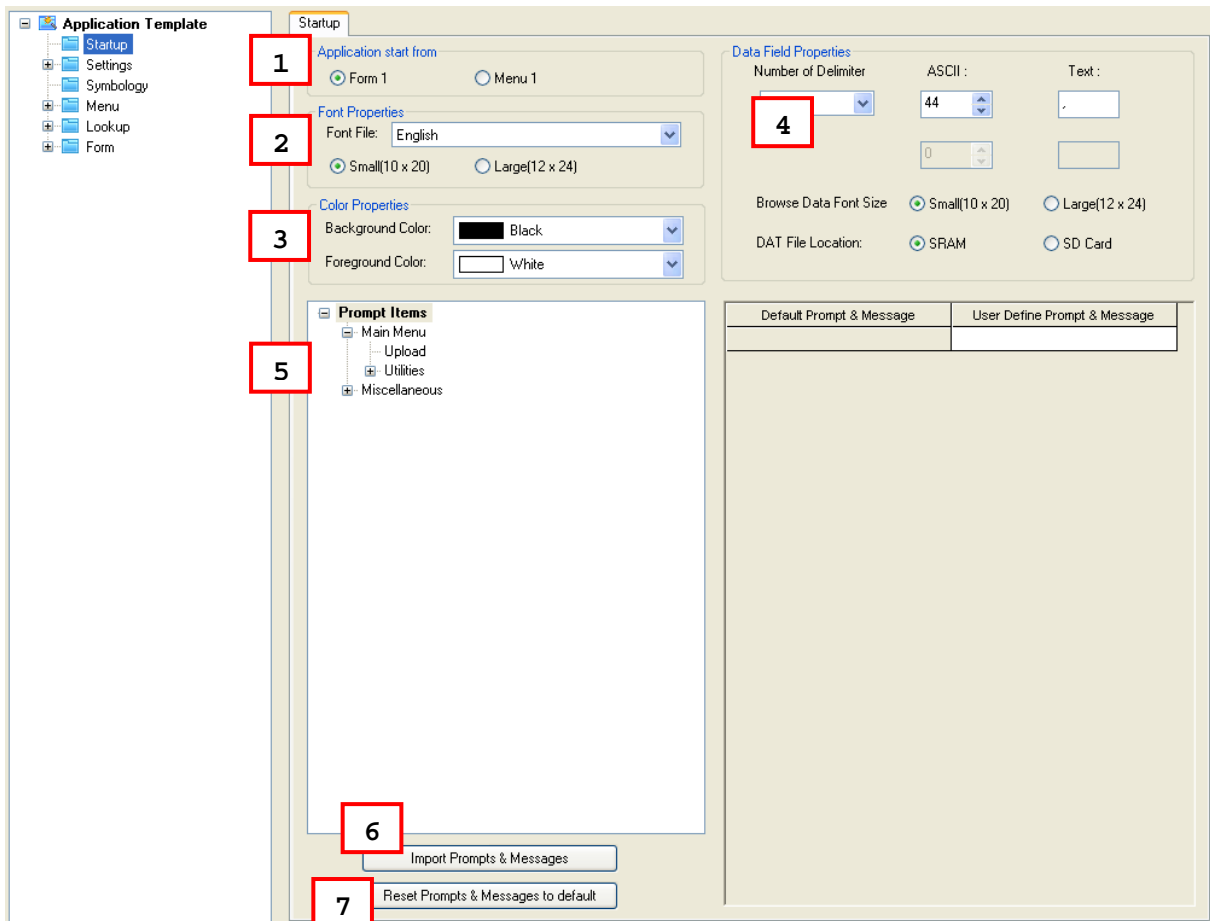 Application Template
Startup
Settings
Symbology
Menu
Lookup
Form
Startup
1
Application start from
Form 1 Menu 1
2
Font Properties
Font File: English
Small(10 x 20) Large(12 x 24)
3
Color Properties
Background Color: Black
Foreground Color: White
Data Field Properties
Number of Delimiter ASCII : Text :
4
44 ,
0
Browse Data Font Size Small(10 x 20) Large(12 x 24)
DAT File Location: SRAM SD Card
5
Prompt Items
Main Menu
Upload
Utilities
Miscellaneous
Default Prompt & Message User Define Prompt & Message
6
Import Prompts & Messages
7
Reset Prompts & Messages to default